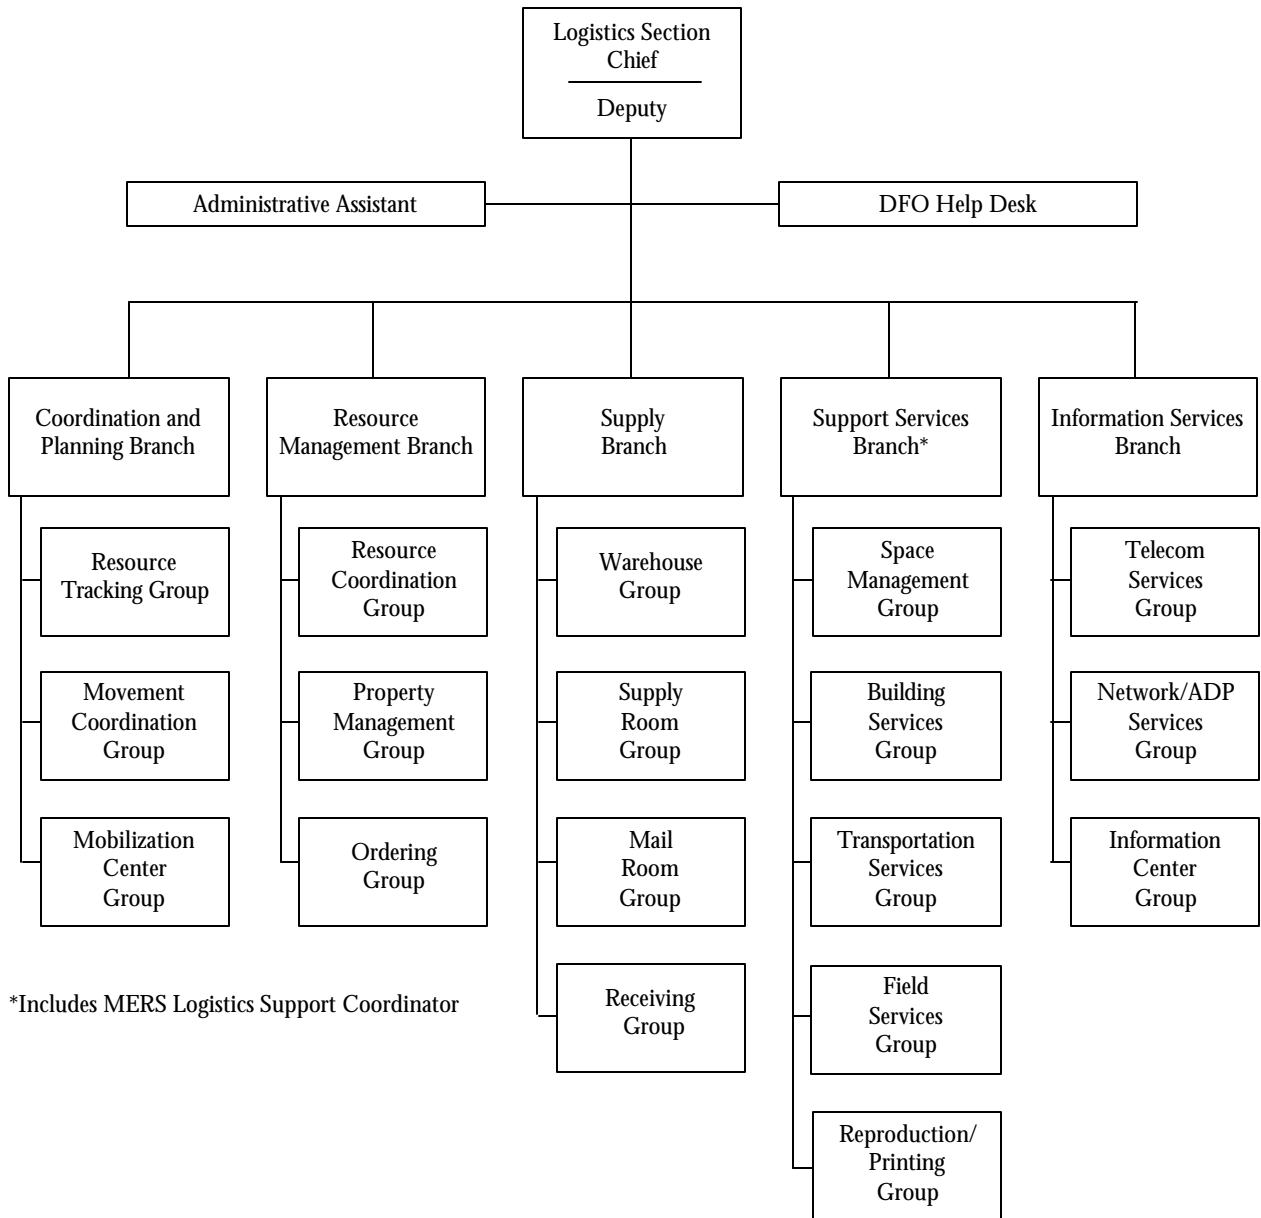 Logistics Section
Chief
Deputy
Administrative Assistant
DFO Help Desk
Coordination and
Planning Branch
Resource
Management Branch
Supply
Branch
Support Services
Branch*
Information Services
Branch
Resource
Tracking Group
Movement
Coordination
Group
Mobilization
Center
Group
Resource
Coordination
Group
Property
Management
Group
Ordering
Group
Warehouse
Group
Supply
Room
Group
Mail
Room
Group
Receiving
Group
Space
Management
Group
Building
Services
Group
Transportation
Services
Group
Field
Services
Group
Reproduction/
Printing
Group
Telecom
Services
Group
Network/ADP
Services
Group
Information
Center
Group
*Includes MERS Logistics Support Coordinator